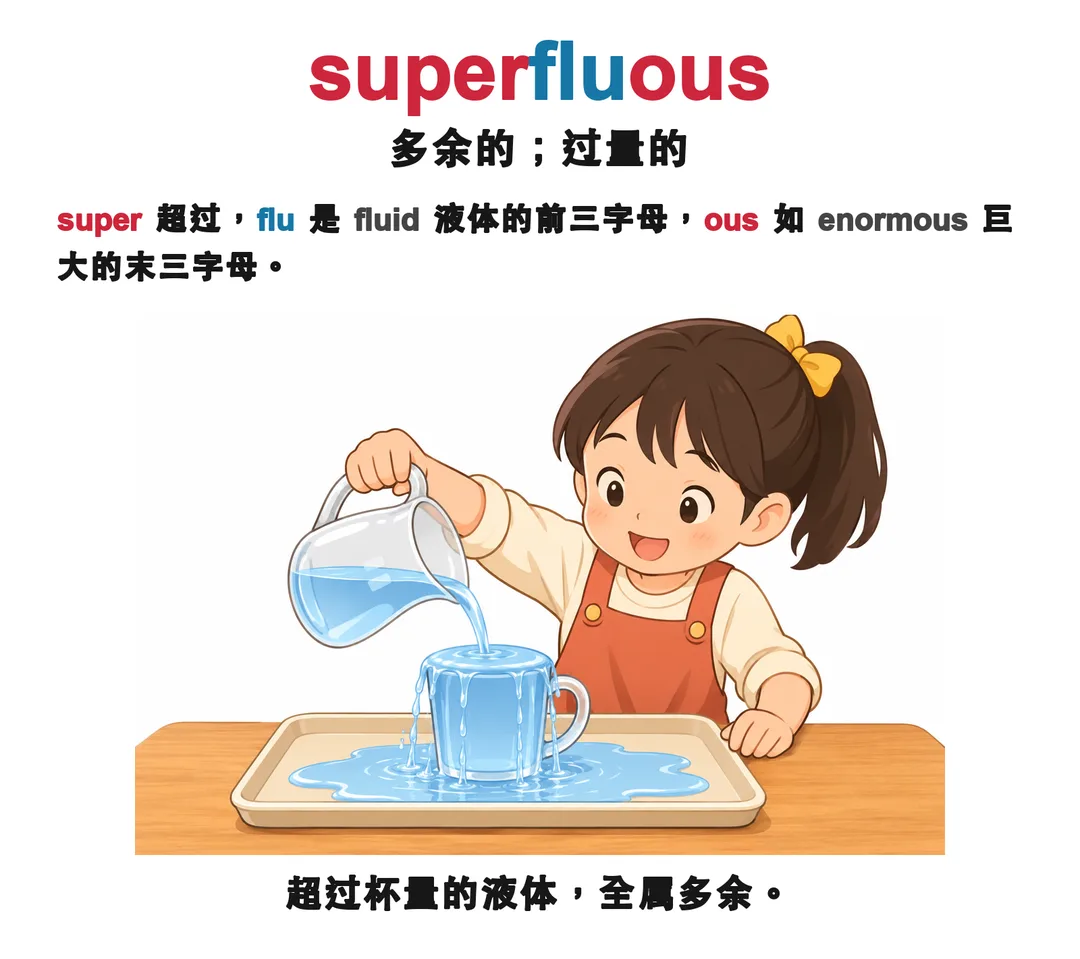 superfluous
多余的；过量的
super 超过，flu 是 fluid 液体的前三字母，ous 如 enormous 巨
大的末三字母。
超过杯量的液体，全属多余。